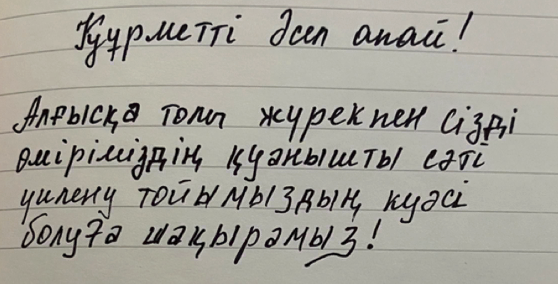 Құрметті Әсел апай!
Алғысқа толы жүрекпен сізді
өміріміздің қуанышты сәті
үйлену тойымыздың куәсі
болуға шақырамыз!